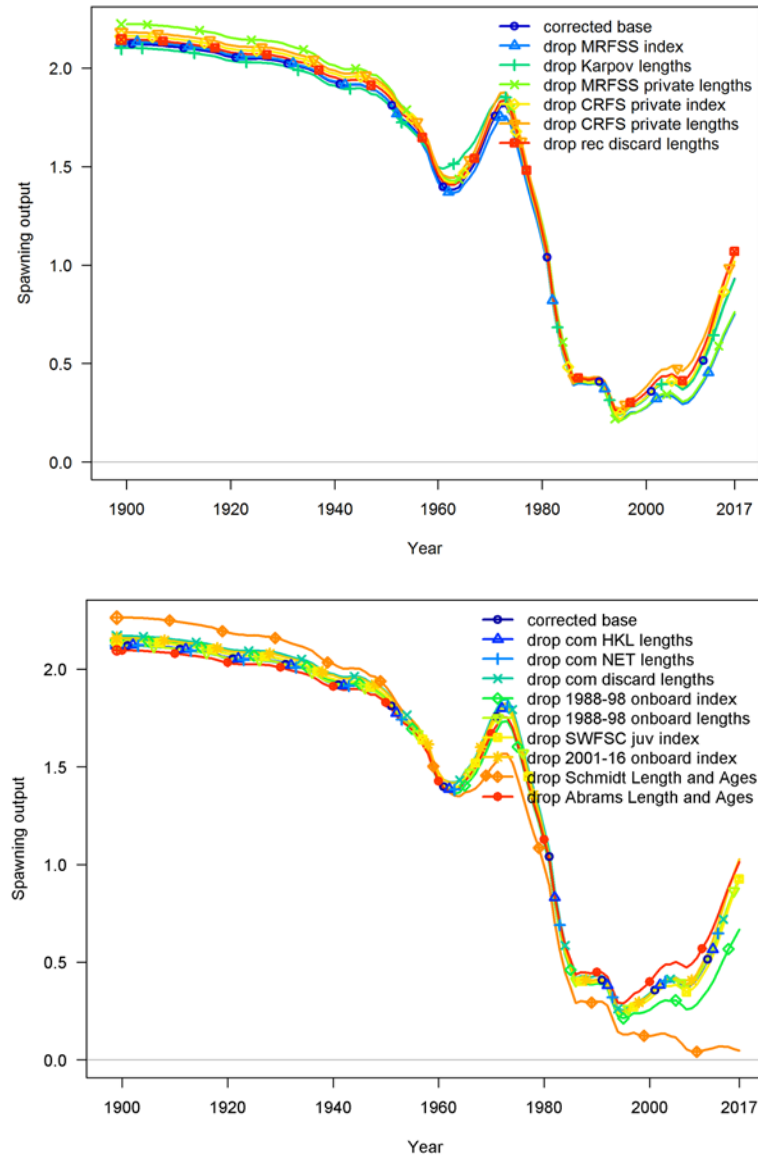 corrected base
drop MRFSS index
drop Karpov lengths
drop MRFSS private lengths
drop CRFS private index
drop CRFS private lengths
drop rec discard lengths
2.0
1.5
1.0
0.5
0.0
Spawning output
1900
1920
1940
1960
1980
2000
2017
Year
corrected base
drop com HKL lengths
drop com NET lengths
drop com discard lengths
drop 1988-98 onboard index
drop 1988-98 onboard lengths
drop SWFSC juv index
drop 2001-16 onboard index
drop Schmidt Length and Ages
drop Abrams Length and Ages
2.0
1.5
1.0
0.5
0.0
Spawning output
1900
1920
1940
1960
1980
2000
2017
Year